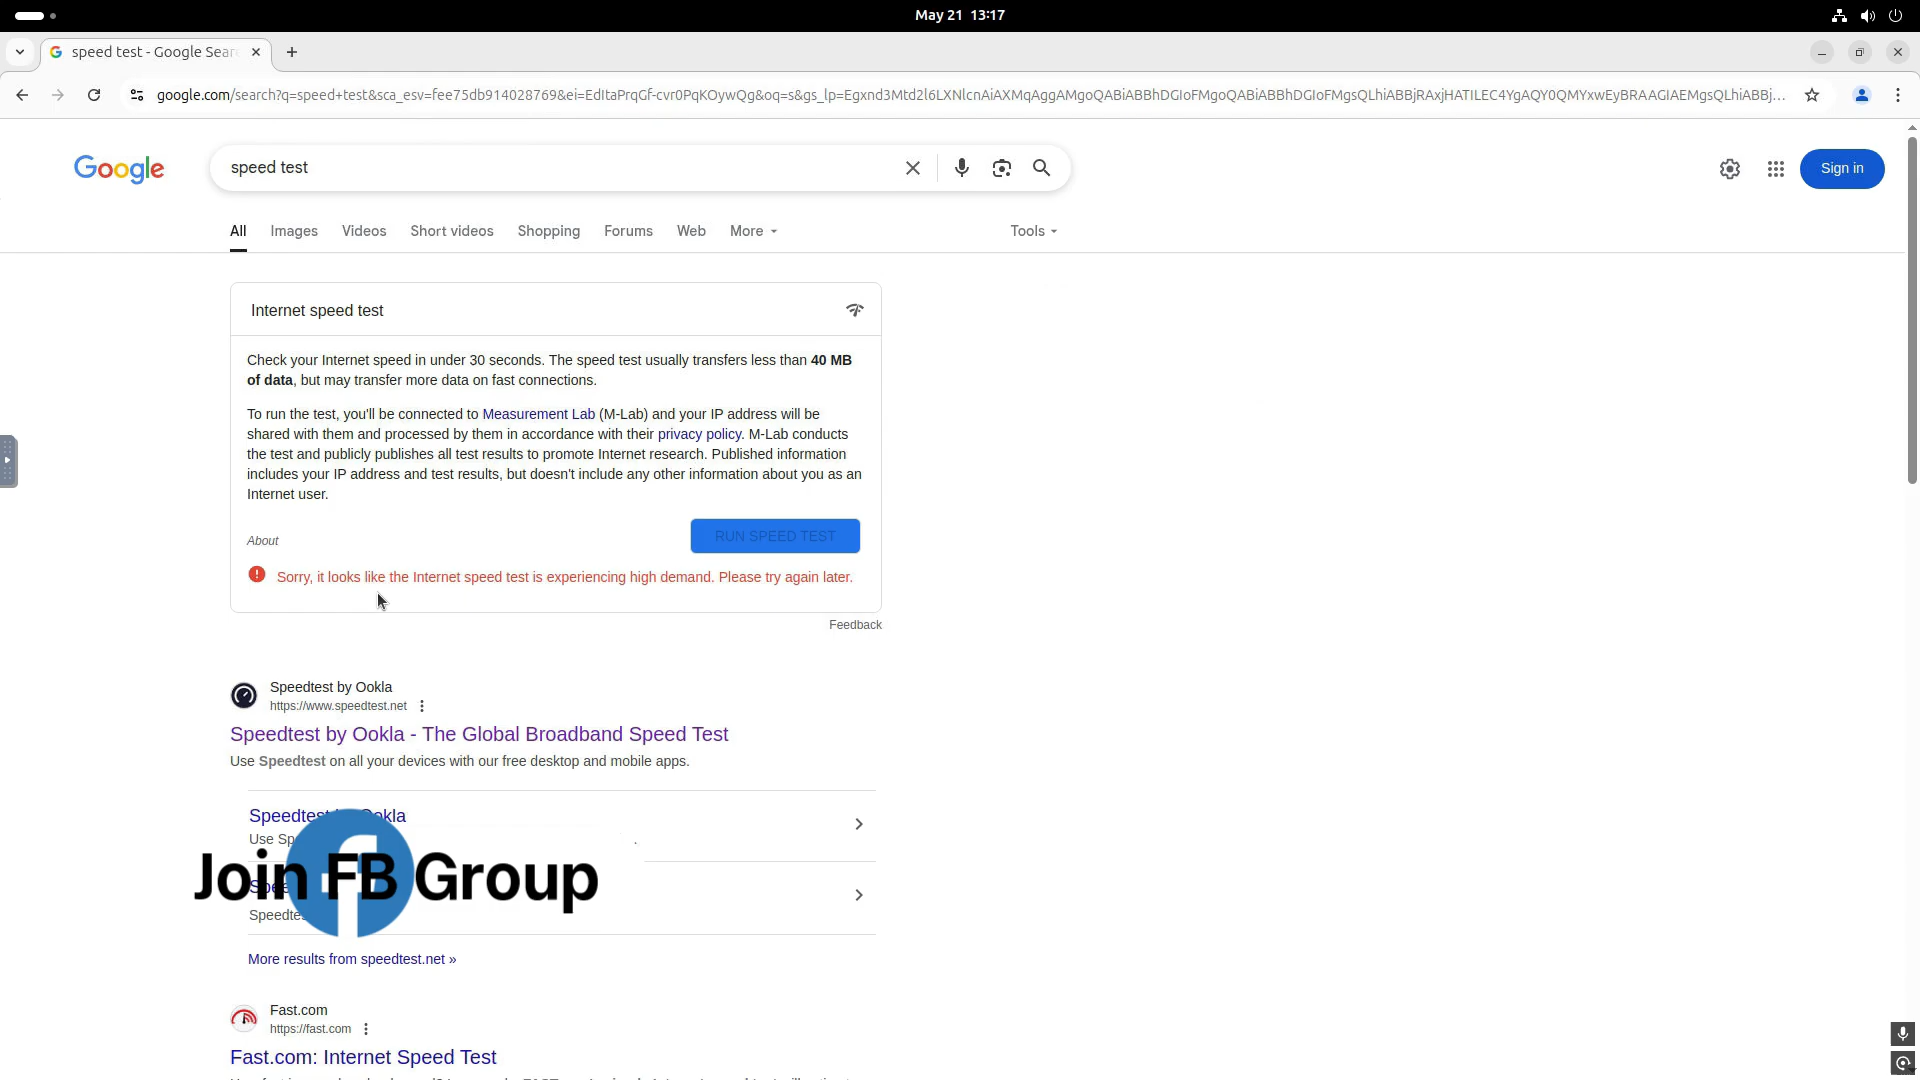 May 21 13:17
speed test - Google Sear
google.com/search?q=speed+test&sca_esv=fee75db914028769&ei=EdItaPrqGf-cvr0PqKOywQg&oq=s&gs_lp=Egxnd3Mtd2l6LXNlcnAiAXMqAggAMgoQABiABBhDGIoFMgoQABiABBhDGIoFMgsQLhiABBjRAxjHATILEC4YgAQY0QMYxwEyBRAAGIAEMgsQLhiABBj...
Google
speed test
Sign in
All Images Videos Short videos Shopping Forums Web More Tools
Internet speed test
Check your Internet speed in under 30 seconds. The speed test usually transfers less than 40 MB
of data, but may transfer more data on fast connections.
To run the test, you'll be connected to Measurement Lab (M-Lab) and your IP address will be
shared with them and processed by them in accordance with their privacy policy. M-Lab conducts
the test and publicly publishes all test results to promote Internet research. Published information
includes your IP address and test results, but doesn't include any other information about you as an
Internet user.
RUN SPEED TEST
About
Sorry, it looks like the Internet speed test is experiencing high demand. Please try again later.
Feedback
Speedtest by Ookla
https://www.speedtest.net
Speedtest by Ookla - The Global Broadband Speed Test
Use Speedtest on all your devices with our free desktop and mobile apps.
Speedtest by Ookla
Use
Join FB Group
More results from speedtest.net »
Fast.com
https://fast.com
Fast.com: Internet Speed Test